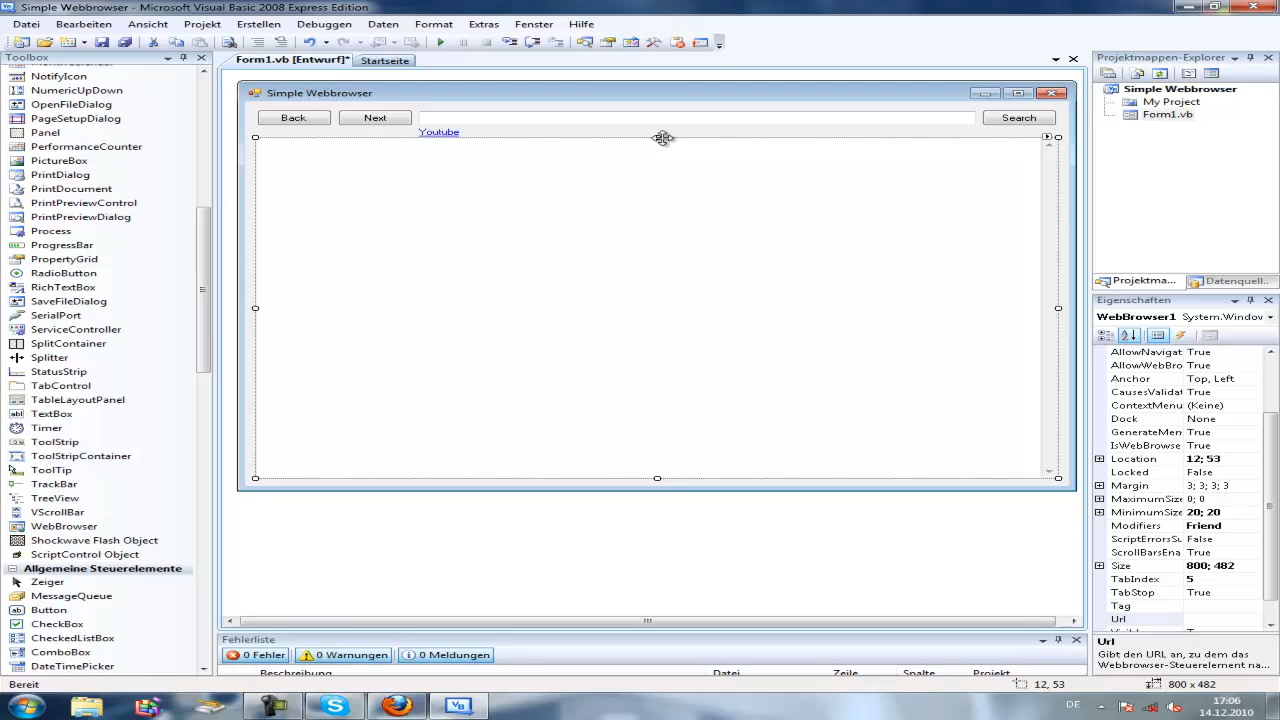 Simple Webbrowser - Microsoft Visual Basic 2008 Express Edition
Datei Bearbeiten Ansicht Projekt Erstellen Debuggen Daten Format Extras Fenster Hilfe
Toolbox
NotifyIcon
NumericUpDown
OpenFileDialog
PageSetupDialog
Panel
PerformanceCounter
PictureBox
PrintDialog
PrintDocument
PrintPreviewControl
PrintPreviewDialog
Process
ProgressBar
PropertyGrid
RadioButton
RichTextBox
SaveFileDialog
SerialPort
ServiceController
SplitContainer
Splitter
StatusStrip
TabControl
TableLayoutPanel
TextBox
Timer
ToolStrip
ToolStripContainer
ToolTip
TrackBar
TreeView
VScrollBar
WebBrowser
Shockwave Flash Object
ScriptControl Object
Allgemeine Steuerelemente
Zeiger
MessageQueue
Button
CheckBox
CheckedListBox
ComboBox
DateTimePicker
Form1.vb [Entwurf]* Startseite
Simple Webbrowser
Back Next Search
Youtube
Fehlerliste
0 Fehler 0 Warnungen 0 Meldungen
Beschreibung Datei Zeile Spalte Projekt
Projektmappen-Explorer
Simple Webbrowser
My Project
Form1.vb
Projektma... Datenquell...
Eigenschaften
WebBrowser1 System.Window
AllowNavigat True
AllowWebBro True
Anchor Top, Left
CausesValidat True
ContextMenu (Keine)
Dock None
GenerateMem True
IsWebBrowse True
Location 12; 53
Locked False
Margin 3; 3; 3; 3
MaximumSize 0; 0
MinimumSize 20; 20
Modifiers Friend
ScriptErrorsSu False
ScrollBarsEna True
Size 800; 482
TabIndex 5
TabStop True
Tag
Url
Url
Gibt den URL an, zu dem das
Webbrowser-Steuerelement na...
Bereit 12, 53 800 x 482
DE 17:06
14.12.2010